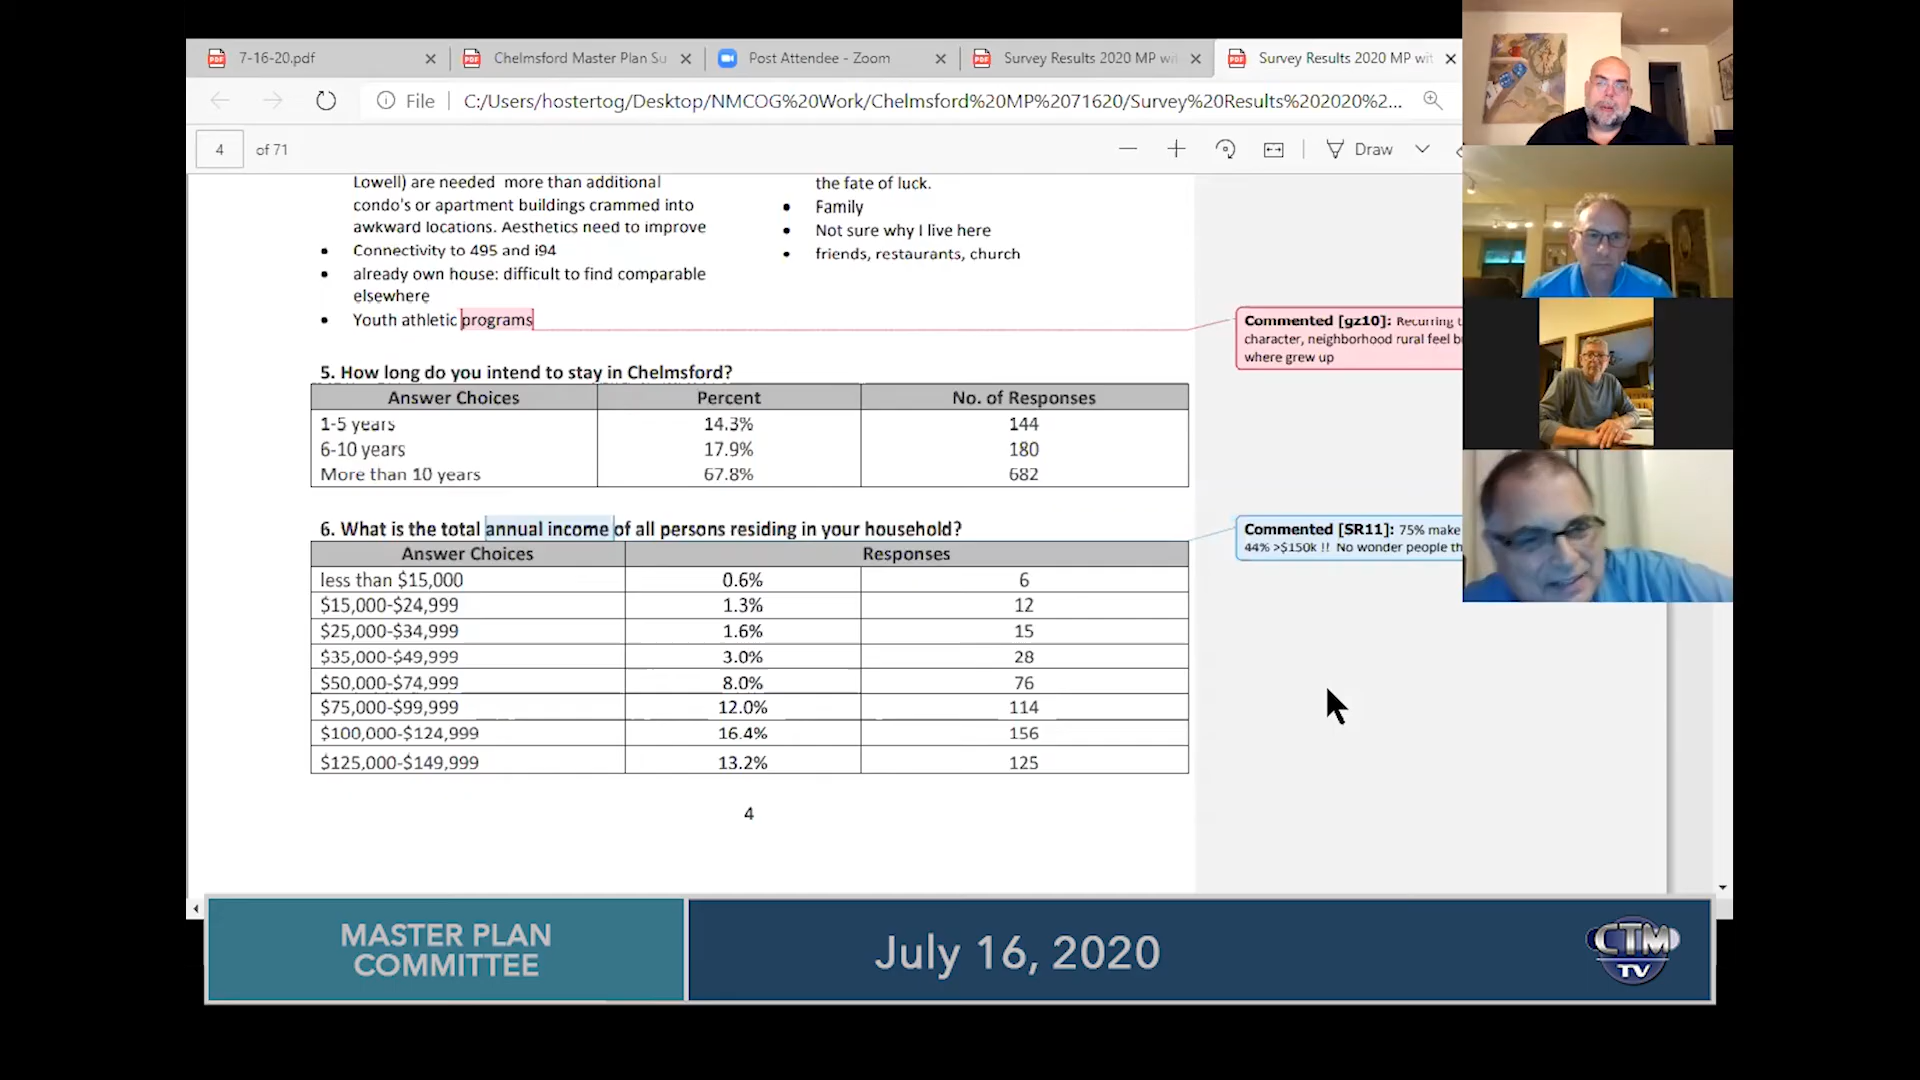 7-16-20.pdf
Chelmsford Master Plan Su
Post Attendee - Zoom
Survey Results 2020 MP wi
Survey Results 2020 MP wit
File
C:/Users/hostertog/Desktop/NMCOG%20Work/Chelmsford%20MP%2071620/Survey%20Results%202020%2...
4 of 71
Draw
Lowell) are needed more than additional
condo's or apartment buildings crammed into
awkward locations. Aesthetics need to improve
• Connectivity to 495 and i94
• already own house: difficult to find comparable
elsewhere
• Youth athletic programs
the fate of luck.
• Family
• Not sure why I live here
• friends, restaurants, church
Commented [gz10]: Recurring
character, neighborhood rural feel
where grew up
5. How long do you intend to stay in Chelmsford?
Answer Choices Percent No. of Responses
1-5 years 14.3% 144
6-10 years 17.9% 180
More than 10 years 67.8% 682
6. What is the total annual income of all persons residing in your household?
Commented [SR11]: 75% make
44% >$150k !! No wonder people th
Answer Choices Responses
less than $15,000 0.6% 6
$15,000-$24,999 1.3% 12
$25,000-$34,999 1.6% 15
$35,000-$49,999 3.0% 28
$50,000-$74,999 8.0% 76
$75,000-$99,999 12.0% 114
$100,000-$124,999 16.4% 156
$125,000-$149,999 13.2% 125
4
MASTER PLAN
COMMITTEE
July 16, 2020
CTM
TV